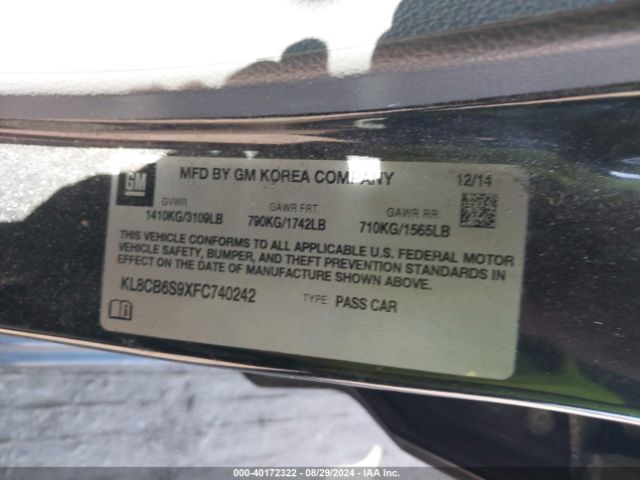 GM
MFD BY GM KOREA COMPANY 12/14
GVWR GAWR FRT. GAWR RR.
1410KG/3109LB 790KG/1742LB 710KG/1565LB
THIS VEHICLE CONFORMS TO ALL APPLICABLE U.S. FEDERAL MOTOR
VEHICLE SAFETY, BUMPER, AND THEFT PREVENTION STANDARDS IN
EFFECT ON THE DATE OF MANUFACTURE SHOWN ABOVE.
KL8CB6S9XFC740242 TYPE: PASS CAR
000-40172322 | 08/29/2024 | IAA Inc.